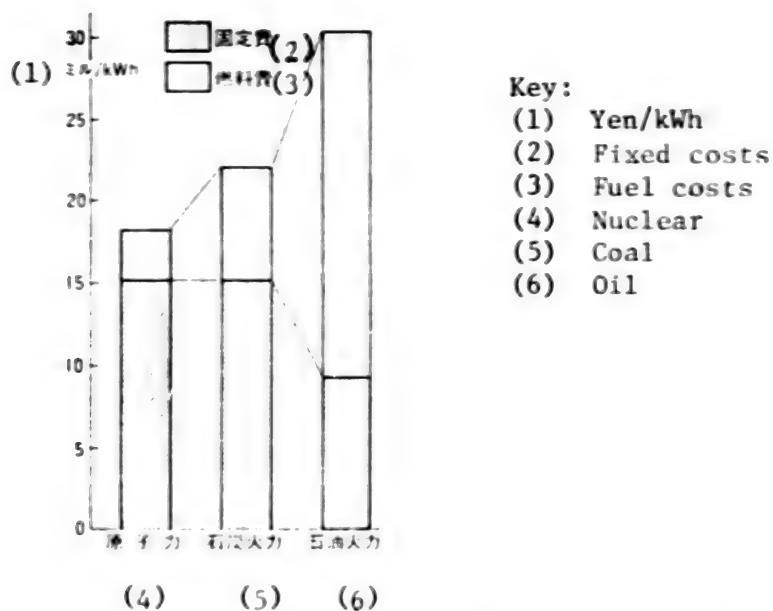 30
固定費 (2)
(1) ミル/kWh
燃料費 (3)
25
20
15
10
5
0
原子力
石炭火力
石油火力
(4)
(5)
(6)
Key:
(1) Yen/kWh
(2) Fixed costs
(3) Fuel costs
(4) Nuclear
(5) Coal
(6) Oil